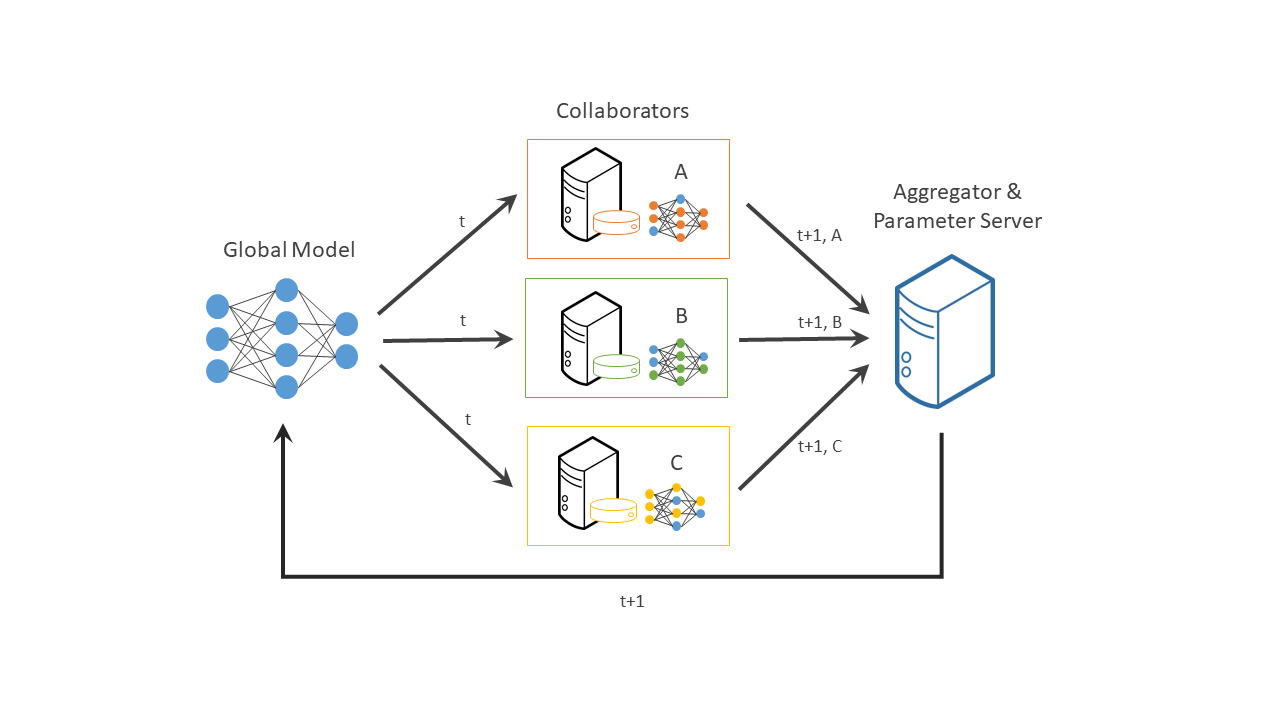 Collaborators
Global Model
Aggregator &
Parameter Server
A
B
C
t
t
t
t+1, A
t+1, B
t+1, C
t+1